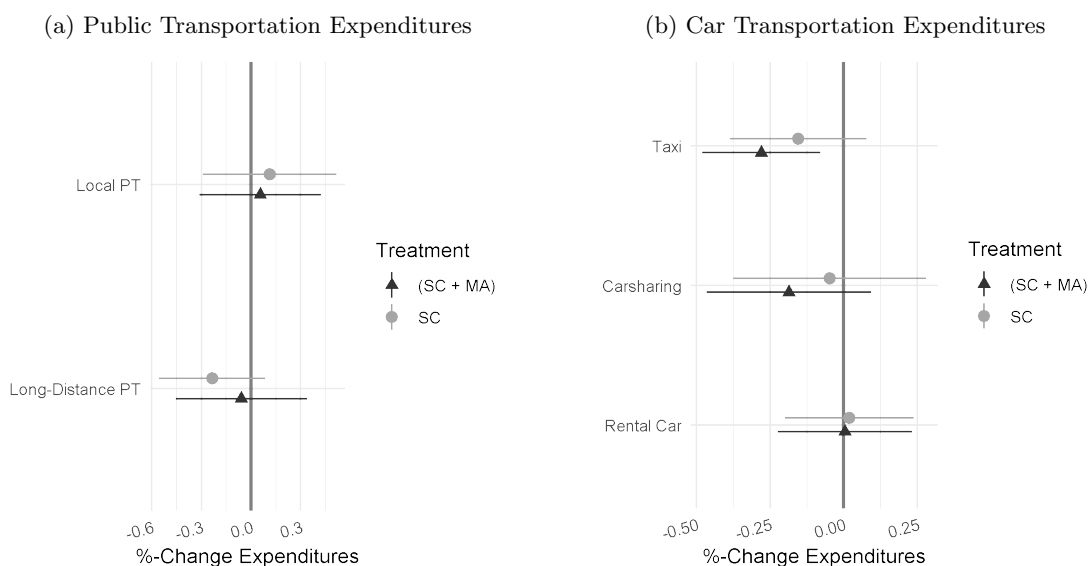 (a) Public Transportation Expenditures
Local PT
Long-Distance PT
-0.6 -0.3 0.0 0.3
%-Change Expenditures
Treatment
(SC + MA)
SC
(b) Car Transportation Expenditures
Taxi
Carsharing
Rental Car
-0.50 -0.25 0.00 0.25
%-Change Expenditures
Treatment
(SC + MA)
SC